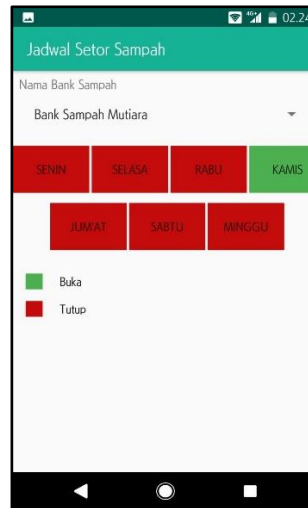 4G 02.24
Jadwal Setor Sampah
Nama Bank Sampah
Bank Sampah Mutiara
SENIN SELASA RABU KAMIS
JUM'AT SABTU MINGGU
Buka
Tutup